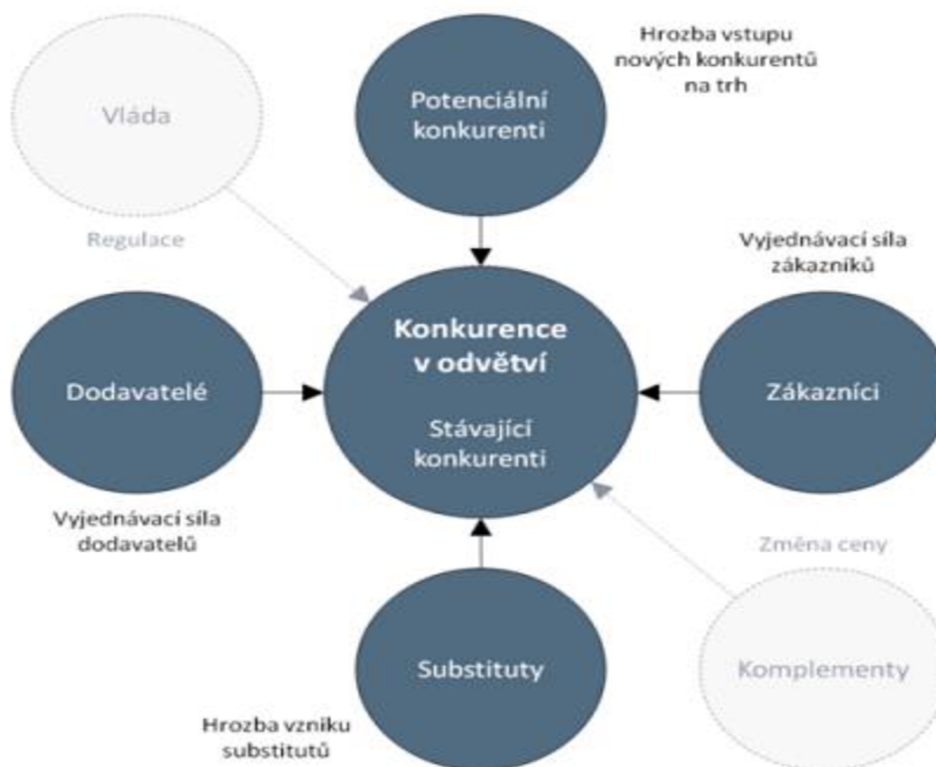 Hrozba vstupu
nových konkurentů
na trh
Vláda
Potenciální
konkurenti
Regulace
Vyjednávací síla
zákazníků
Konkurence
v odvětví
Dodavatelé
Zákazníci
Stávající
konkurenti
Vyjednávací síla
dodavatelů
Změna ceny
Substituty
Komplementy
Hrozba vzniku
substitutů